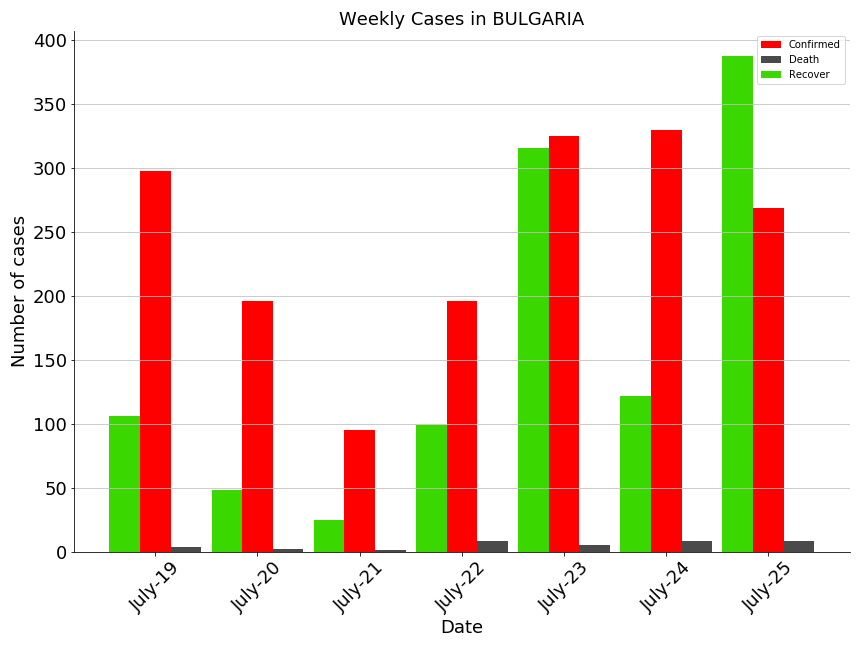 Weekly Cases in BULGARIA
Confirmed
Death
Recover
Number of cases
400
350
300
250
200
150
100
50
0
July-19
July-20
July-21
July-22
July-23
July-24
July-25
Date